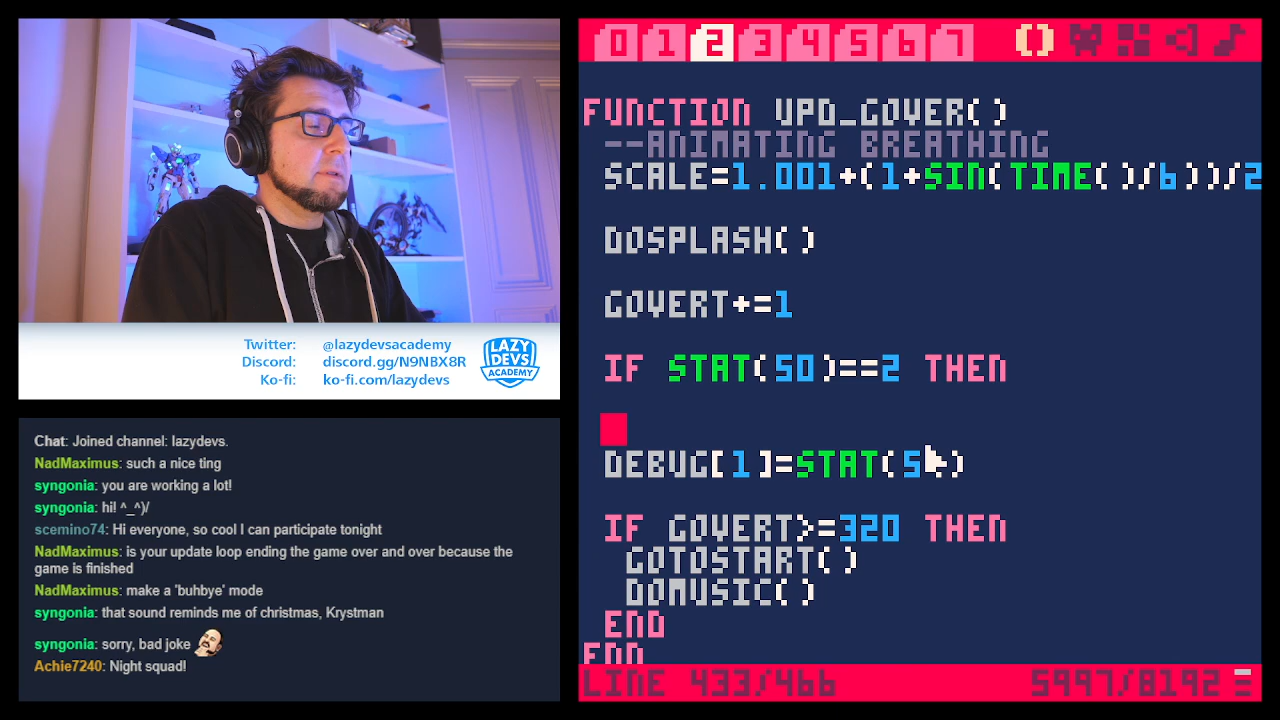 Twitter: @lazydevsacademy
Discord: discord.gg/N9NBX8R
Ko-fi: ko-fi.com/lazydevs
LAZY
DEVS
ACADEMY
Chat: Joined channel: lazydevs.
NadMaximus: such a nice ting
syngonia: you are working a lot!
syngonia: hi! ^_^)/
scemino74: Hi everyone, so cool I can participate tonight
NadMaximus: is your update loop ending the game over and over because the
game is finished
NadMaximus: make a 'buhbye' mode
syngonia: that sound reminds me of christmas, Krystman
syngonia: sorry, bad joke
Achie7240: Night squad!
0 1 2 3 4 5 6 7 ()
FUNCTION UPD_GOVER()
--ANIMATING BREATHING
SCALE=1.001+(1+SIN(TIME()/6))/2
DOSPLASH()
GOVERT+=1
IF STAT(50)==2 THEN
DEBUG[1]=STAT(5
)
IF GOVERT>=320 THEN
GOTOSTART()
DOMUSIC()
END
END
LINE 433/466 5997/8192